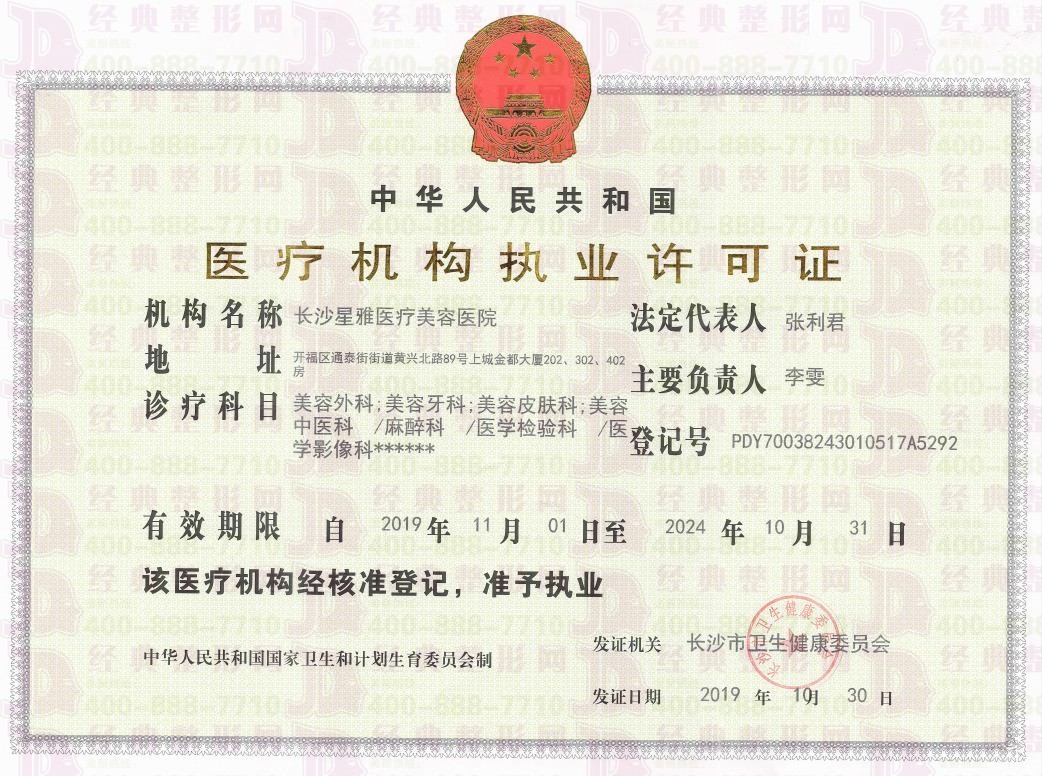 中华人民共和国
医疗机构执业许可证
机构名称 长沙星雅医疗美容医院
法定代表人 张利君
地址 开福区通泰街街道黄兴北路89号上城金都大厦202、302、402
房
主要负责人 李雯
诊疗科目 美容外科;美容牙科;美容皮肤科;美容
中医科 /麻醉科 /医学检验科 /医
学影像科******
登记号 PDY70038243010517A5292
有效期限 自 2019 年 11 月 01 日至 2024 年 10 月 31 日
该医疗机构经核准登记，准予执业
中华人民共和国国家卫生和计划生育委员会制
发证机关 长沙市卫生健康委员会
发证日期 2019 年 10月 30 日
经典整形网
400-888-7710